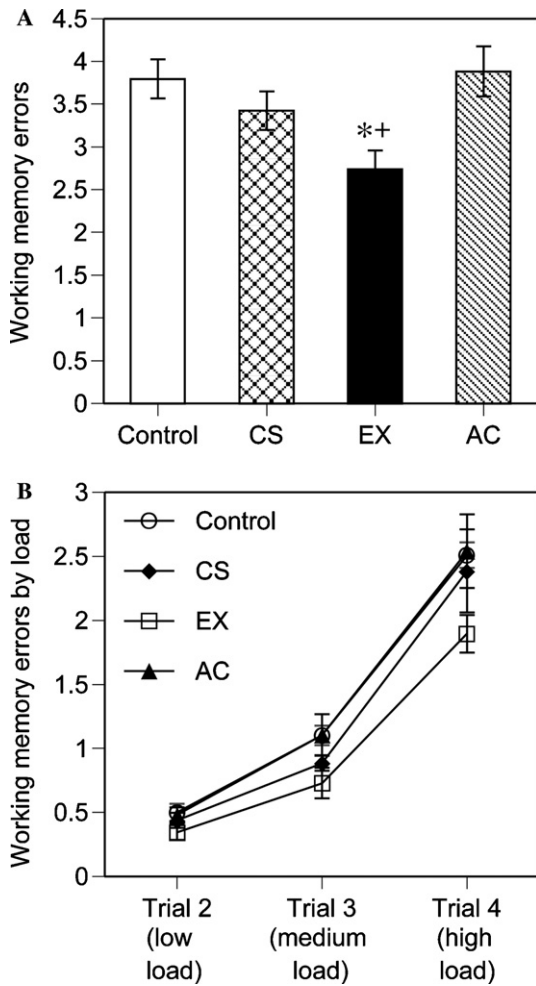 A
Working memory errors
4.5
4
3.5
3
2.5
2
1.5
1
0.5
0
*+
Control CS EX AC
B
Working memory errors by load
3
2.5
2
1.5
1
0.5
0
Control
CS
EX
AC
Trial 2 Trial 3 Trial 4
(low (medium (high
load) load) load)